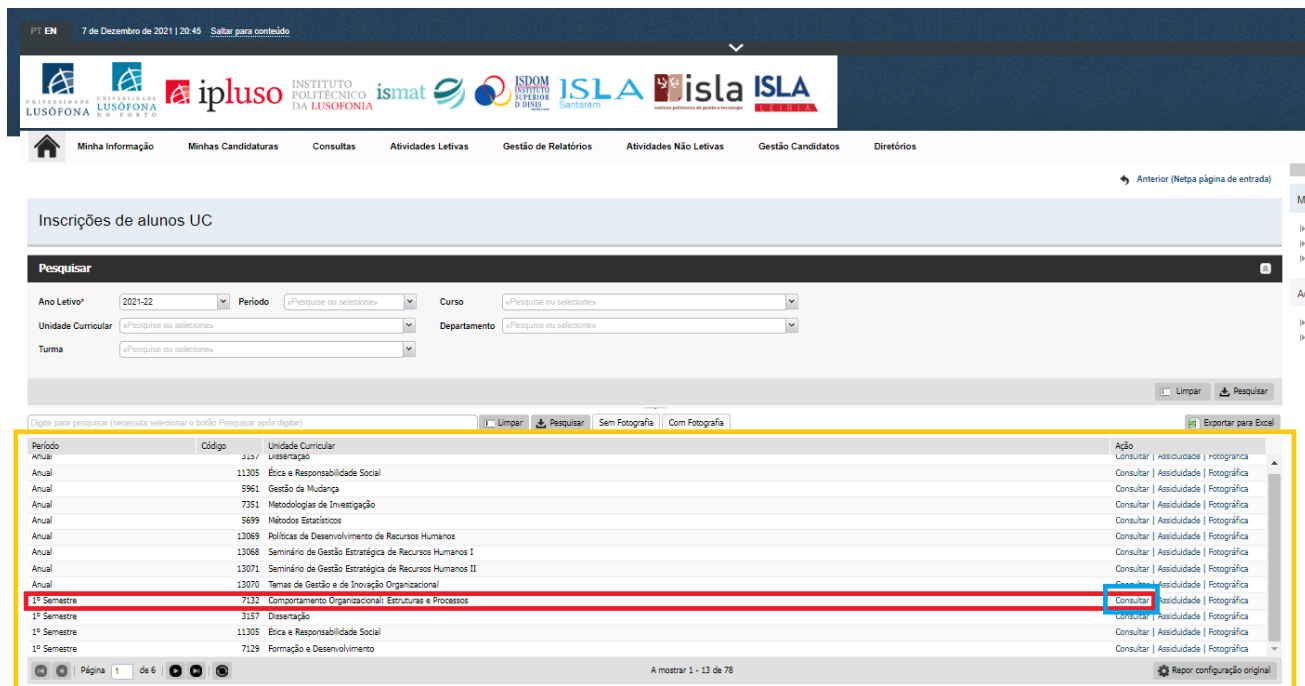 PT EN 7 de Dezembro de 2021 | 20:45 Saltar para conteúdo
UNIVERSIDADE LUSÓFONA
UNIVERSIDADE LUSÓFONA DO PORTO
ipluso INSTITUTO POLITÉCNICO DA LUSOFONIA
ismat
ISDOM INSTITUTO SUPERIOR D. DINIS
ISLA Santarém
isla instituto politécnico de gestão e tecnologia
ISLA LEIRIA
Minha Informação Minhas Candidaturas Consultas Atividades Letivas Gestão de Relatórios Atividades Não Letivas Gestão Candidatos Diretórios
Anterior (Netpa página de entrada)
Inscrições de alunos UC
Pesquisar
Ano Letivo* 2021-22 Período «Pesquise ou selecione» Curso «Pesquise ou selecione»
Unidade Curricular «Pesquise ou selecione» Departamento «Pesquise ou selecione»
Turma «Pesquise ou selecione»
Limpar Pesquisar
Digite para pesquisar (necessita selecionar o botão Pesquisar após digitar) Limpar Pesquisar Sem Fotografia Com Fotografia Exportar para Excel
Período Código Unidade Curricular Ação
Anual 3157 Dissertação Consultar | Assiduidade | Fotográfica
Anual 11305 Ética e Responsabilidade Social Consultar | Assiduidade | Fotográfica
Anual 5961 Gestão da Mudança Consultar | Assiduidade | Fotográfica
Anual 7351 Metodologias de Investigação Consultar | Assiduidade | Fotográfica
Anual 5699 Métodos Estatísticos Consultar | Assiduidade | Fotográfica
Anual 13069 Políticas de Desenvolvimento de Recursos Humanos Consultar | Assiduidade | Fotográfica
Anual 13068 Seminário de Gestão Estratégica de Recursos Humanos I Consultar | Assiduidade | Fotográfica
Anual 13071 Seminário de Gestão Estratégica de Recursos Humanos II Consultar | Assiduidade | Fotográfica
Anual 13070 Temas de Gestão e de Inovação Organizacional Consultar | Assiduidade | Fotográfica
1º Semestre 7132 Comportamento Organizacional: Estruturas e Processos Consultar | Assiduidade | Fotográfica
1º Semestre 3157 Dissertação Consultar | Assiduidade | Fotográfica
1º Semestre 11305 Ética e Responsabilidade Social Consultar | Assiduidade | Fotográfica
1º Semestre 7129 Formação e Desenvolvimento Consultar | Assiduidade | Fotográfica
Página 1 de 6 A mostrar 1 - 13 de 78 Repor configuração original